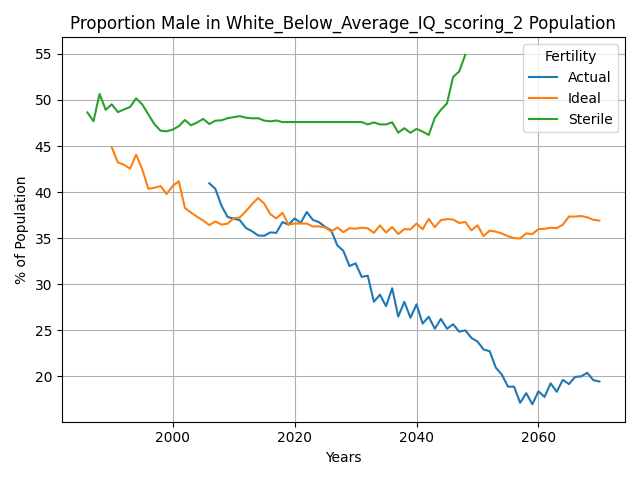 Proportion Male in White_Below_Average_IQ_scoring_2 Population
Fertility
Actual
Ideal
Sterile
% of Population
55
50
45
40
35
30
25
20
2000
2020
2040
2060
Years